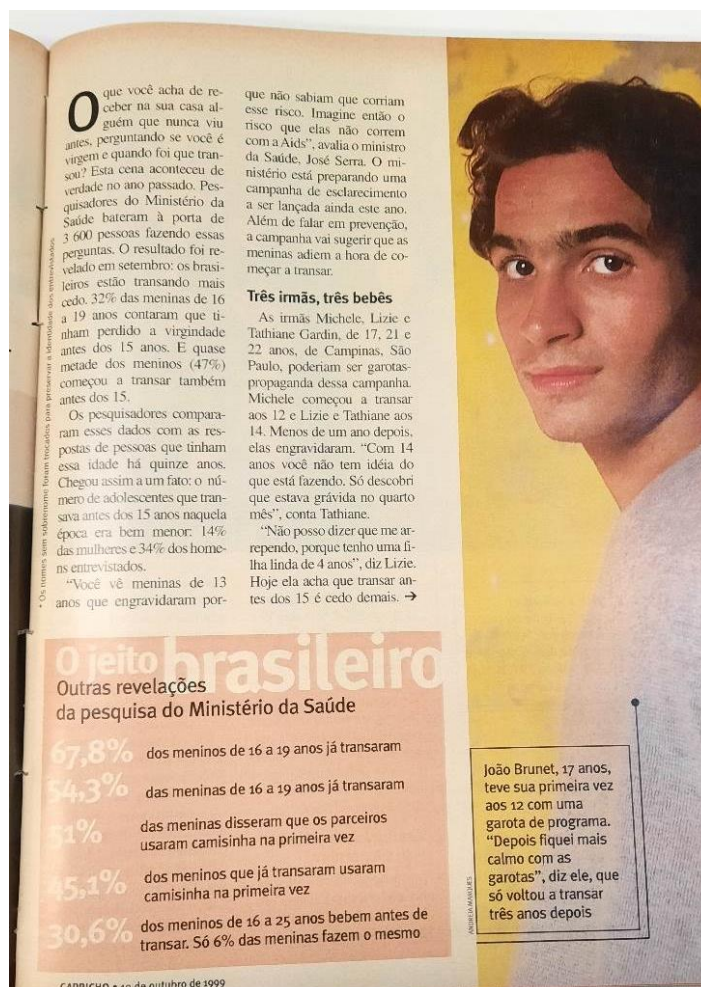 O que você acha de re-
ceber na sua casa al-
guém que nunca viu
antes, perguntando se você é
virgem e quando foi que tran-
sou? Esta cena aconteceu de
verdade no ano passado. Pes-
quisadores do Ministério da
Saúde bateram à porta de
3 600 pessoas fazendo essas
perguntas. O resultado foi re-
velado em setembro: os brasi-
leiros estão transando mais
cedo. 32% das meninas de 16
a 19 anos contaram que ti-
nham perdido a virgindade
antes dos 15 anos. E quase
metade dos meninos (47%)
começou a transar também
antes dos 15.
Os pesquisadores compara-
ram esses dados com as res-
postas de pessoas que tinham
essa idade há quinze anos.
Chegou assim a um fato: o nú-
mero de adolescentes que tran-
sava antes dos 15 anos naquela
época era bem menor: 14%
das mulheres e 34% dos home-
ns entrevistados.
“Você vê meninas de 13
anos que engravidaram por-
que não sabiam que corriam
esse risco. Imagine então o
risco que elas não correm
com a Aids”, avalia o ministro
da Saúde, José Serra. O mi-
nistério está preparando uma
campanha de esclarecimento
a ser lançada ainda este ano.
Além de falar em prevenção,
a campanha vai sugerir que as
meninas adiem a hora de co-
meçar a transar.
Três irmãs, três bebês
As irmãs Michele, Lizie e
Tathiane Gardin, de 17, 21 e
22 anos, de Campinas, São
Paulo, poderiam ser garotas-
propaganda dessa campanha.
Michele começou a transar
aos 12 e Lizie e Tathiane aos
14. Menos de um ano depois,
elas engravidaram. “Com 14
anos você não tem idéia do
que está fazendo. Só descobri
que estava grávida no quarto
mês”, conta Tathiane.
“Não posso dizer que me ar-
rependo, porque tenho uma fi-
lha linda de 4 anos”, diz Lizie.
Hoje ela acha que transar an-
tes dos 15 é cedo demais. →
* Os nomes sem sobrenome foram trocados para preservar a identidade dos entrevistados
O jeito brasileiro
Outras revelações
da pesquisa do Ministério da Saúde
67,8% dos meninos de 16 a 19 anos já transaram
54,3% das meninas de 16 a 19 anos já transaram
51% das meninas disseram que os parceiros
usaram camisinha na primeira vez
45,1% dos meninos que já transaram usaram
camisinha na primeira vez
30,6% dos meninos de 16 a 25 anos bebem antes de
transar. Só 6% das meninas fazem o mesmo
João Brunet, 17 anos,
teve sua primeira vez
aos 12 com uma
garota de programa.
“Depois fiquei mais
calmo com as
garotas”, diz ele, que
só voltou a transar
três anos depois
ANDREIA MARQUES
CAPRICHO • 10 de outubro de 1999